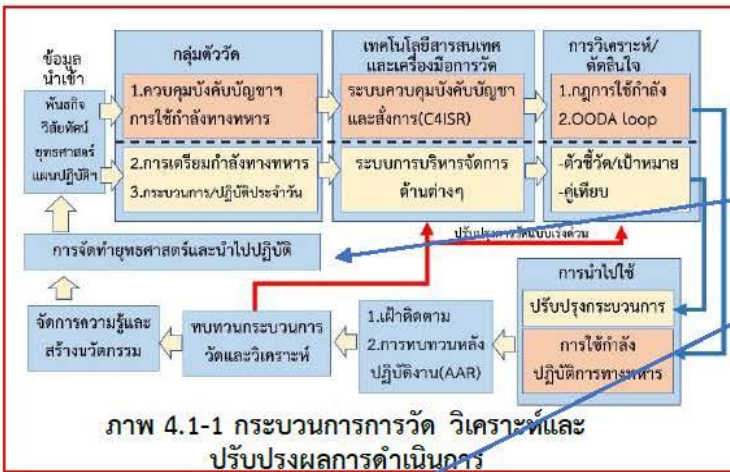 ข้อมูล
นำเข้า
พันธกิจ
วิสัยทัศน์
ยุทธศาสตร์
แผนปฏิบัติฯ
กลุ่มตัววัด
1.ควบคุมบังคับบัญชาฯ
การใช้กำลังทางทหาร
2.การเตรียมกำลังทางทหาร
3.กระบวนการ/ปฏิบัติประจำวัน
เทคโนโลยีสารสนเทศ
และเครื่องมือการวัด
ระบบควบคุมบังคับบัญชา
และสั่งการ(C4ISR)
ระบบการบริหารจัดการ
ด้านต่างๆ
การวิเคราะห์/
ตัดสินใจ
1.กฎการใช้กำลัง
2.OODA loop
-ตัวชี้วัด/เป้าหมาย
-คู่เทียบ
ปรับปรุงการวัดแบบเร่งด่วน
การจัดทำยุทธศาสตร์และนำไปปฏิบัติ
การนำไปใช้
ปรับปรุงกระบวนการ
การใช้กำลัง
ปฏิบัติการทางทหาร
1.เฝ้าติดตาม
2.การทบทวนหลัง
ปฏิบัติงาน(AAR)
ทบทวนกระบวนการ
วัดและวิเคราะห์
จัดการความรู้และ
สร้างนวัตกรรม
ภาพ 4.1-1 กระบวนการการวัด วิเคราะห์และ
ปรับปรุงผลการดำเนินการ